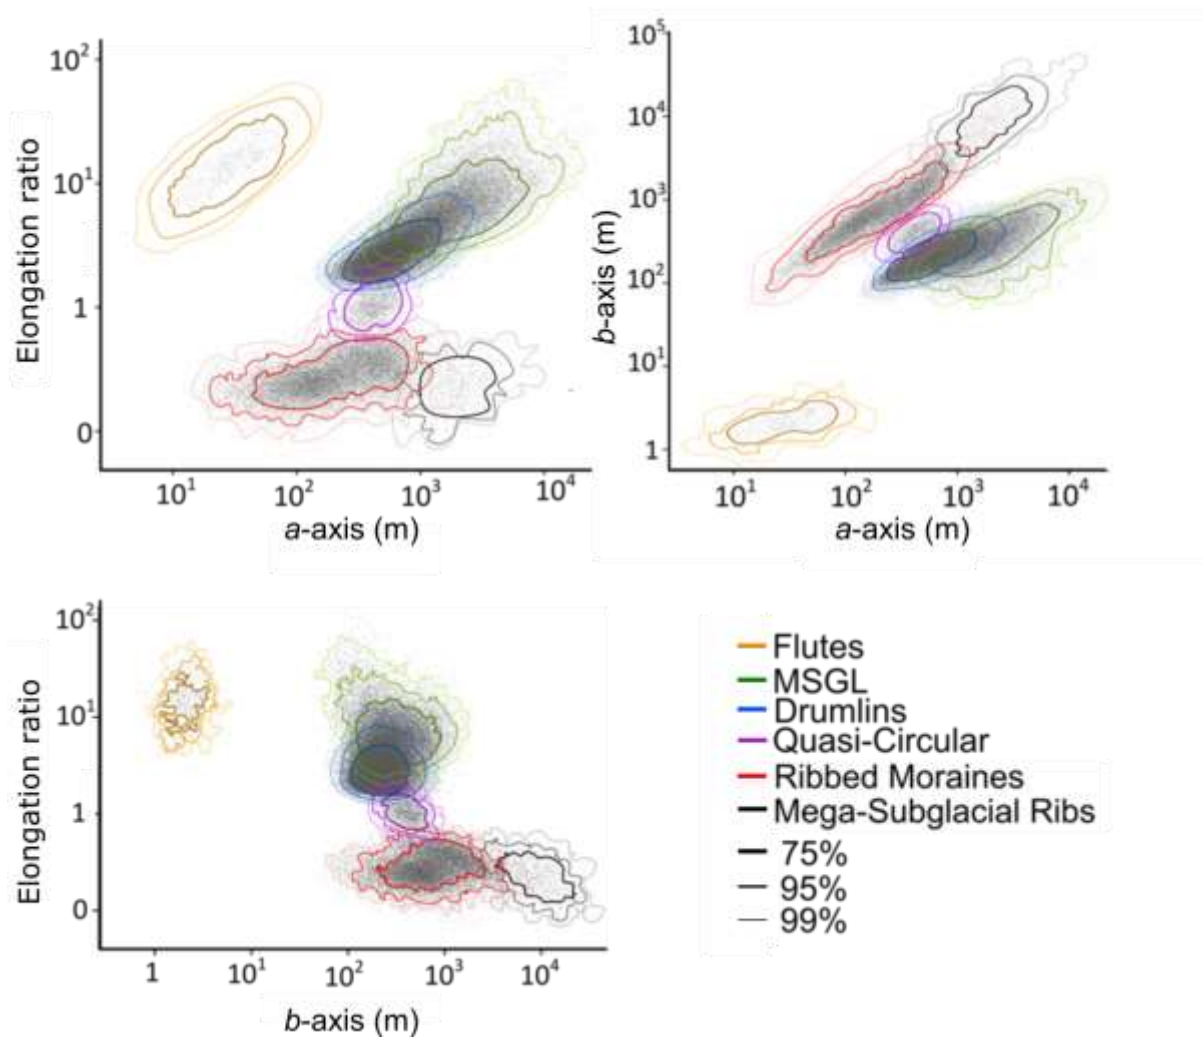 10²
10¹
1
0
Elongation ratio
10¹ 10² 10³ 10⁴
a-axis (m)
10⁵
10⁴
10³
10²
10¹
1
b-axis (m)
10¹ 10² 10³ 10⁴
a-axis (m)
10²
10¹
1
0
Elongation ratio
1 10¹ 10² 10³ 10⁴
b-axis (m)
Flutes
MSGL
Drumlins
Quasi-Circular
Ribbed Moraines
Mega-Subglacial Ribs
75%
95%
99%